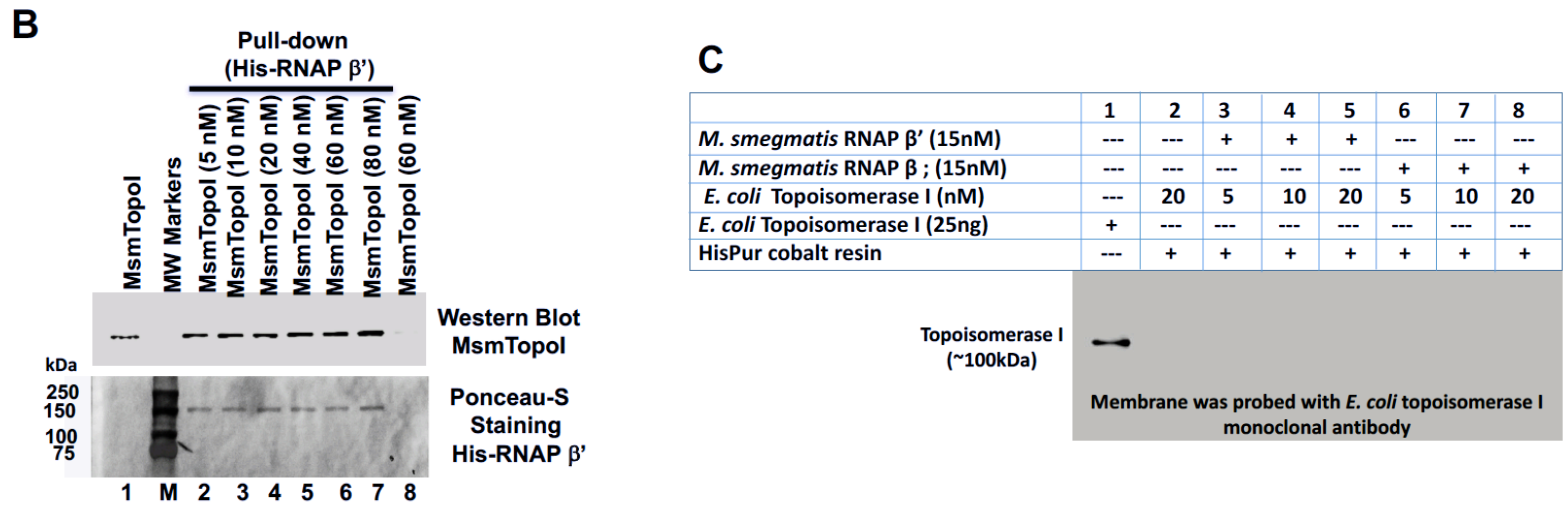 B
Pull-down
(His-RNAP β’)
MsmTopoI
MW Markers
MsmTopoI (5 nM)
MsmTopoI (10 nM)
MsmTopoI (20 nM)
MsmTopoI (40 nM)
MsmTopoI (60 nM)
MsmTopoI (80 nM)
MsmTopoI (60 nM)
Western Blot
MsmTopoI
kDa
250
150
100
75
Ponceau-S
Staining
His-RNAP β’
1 M 2 3 4 5 6 7 8
C
1 2 3 4 5 6 7 8
M. smegmatis RNAP β’ (15nM) --- --- + + + --- --- ---
M. smegmatis RNAP β ; (15nM) --- --- --- --- --- + + +
E. coli Topoisomerase I (nM) --- 20 5 10 20 5 10 20
E. coli Topoisomerase I (25ng) + --- --- --- --- --- --- ---
HisPur cobalt resin --- + + + + + + +
Topoisomerase I
(~100kDa)
Membrane was probed with E. coli topoisomerase I
monoclonal antibody